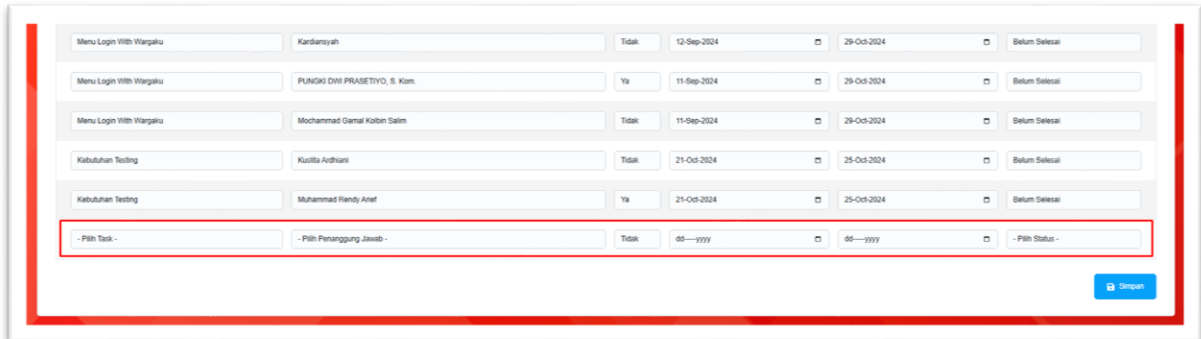 Menu Login With Wargaku Kardiansyah Tidak 12-Sep-2024 29-Oct-2024 Belum Selesai
Menu Login With Wargaku PUNGKI DWI PRASETIYO, S. Kom. Ya 11-Sep-2024 29-Oct-2024 Belum Selesai
Menu Login With Wargaku Mochammad Gamal Kolbin Salim Tidak 11-Sep-2024 29-Oct-2024 Belum Selesai
Kebutuhan Testing Kuslita Ardhiani Tidak 21-Oct-2024 25-Oct-2024 Belum Selesai
Kebutuhan Testing Muhammad Rendy Arief Ya 21-Oct-2024 25-Oct-2024 Belum Selesai
- Pilih Task - - Pilih Penanggung Jawab - Tidak dd----yyyy dd----yyyy - Pilih Status -
Simpan